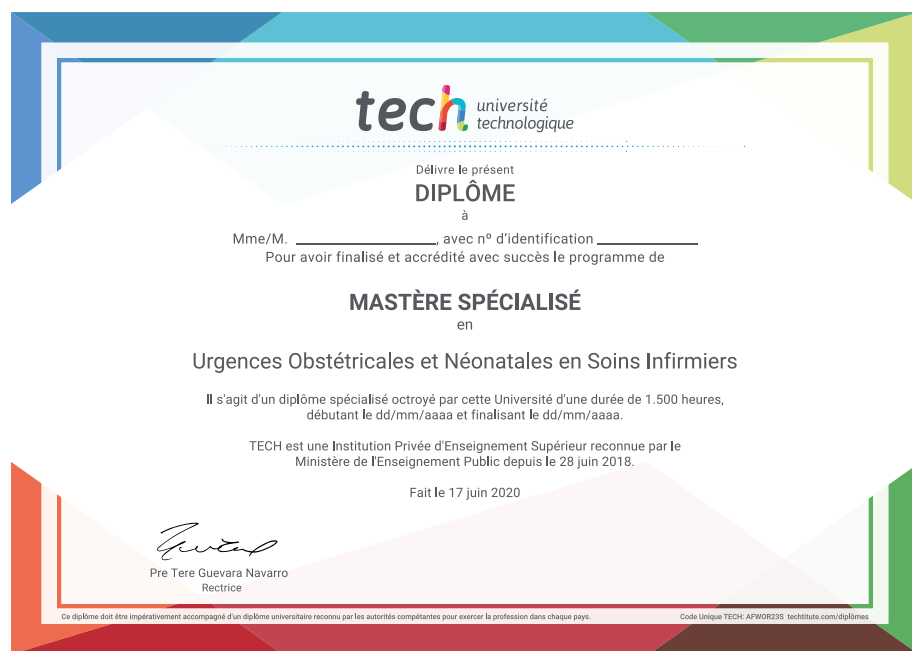 tech université
technologique
Délivre le présent
DIPLÔME
à
Mme/M. ____________________, avec nº d'identification ______________
Pour avoir finalisé et accrédité avec succès le programme de
MASTÈRE SPÉCIALISÉ
en
Urgences Obstétricales et Néonatales en Soins Infirmiers
Il s'agit d'un diplôme spécialisé octroyé par cette Université d'une durée de 1.500 heures,
débutant le dd/mm/aaaa et finalisant le dd/mm/aaaa.
TECH est une Institution Privée d'Enseignement Supérieur reconnue par le
Ministère de l'Enseignement Public depuis le 28 juin 2018.
Fait le 17 juin 2020
Pre Tere Guevara Navarro
Rectrice
Ce diplôme doit être impérativement accompagné d'un diplôme universitaire reconnu par les autorités compétantes pour exercer la profession dans chaque pays. Code Unique TECH: AFWOR23S techtitute.com/diplômes